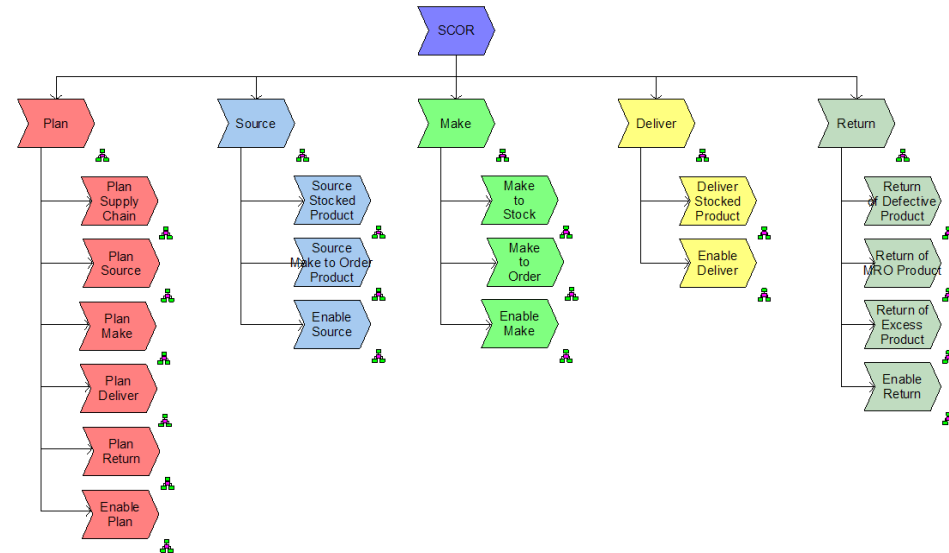 SCOR
Plan
Source
Make
Deliver
Return
Plan
Supply
Chain
Plan
Source
Plan
Make
Plan
Deliver
Plan
Return
Enable
Plan
Source
Stocked
Product
Source
Make to Order
Product
Enable
Source
Make
to
Stock
Make
to
Order
Enable
Make
Deliver
Stocked
Product
Enable
Deliver
Return
of Defective
Product
Return of
MRO Product
Return of
Excess
Product
Enable
Return